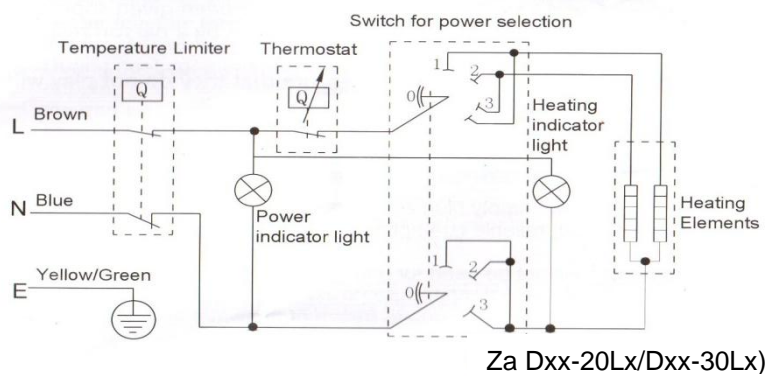 Switch for power selection
Temperature Limiter
Thermostat
Q
Q
1
2
3
0
Heating
indicator
light
L
Brown
N
Blue
Power
indicator light
Heating
Elements
1
2
3
0
E
Yellow/Green
Za Dxx-20Lx/Dxx-30Lx)